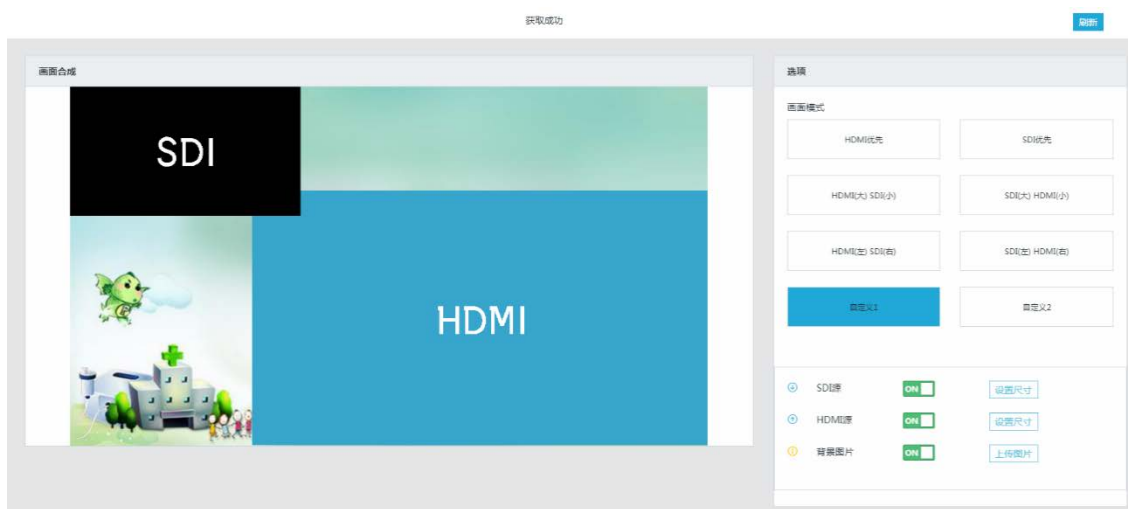 获取成功
刷新
画面合成
SDI
HDMI
选项
画面模式
HDMI优先
SDI优先
HDMI(大) SDI(小)
SDI(大) HDMI(小)
HDMI(左) SDI(右)
SDI(左) HDMI(右)
自定义1
自定义2
SDI源 ON 设置尺寸
HDMI源 ON 设置尺寸
背景图片 ON 上传图片